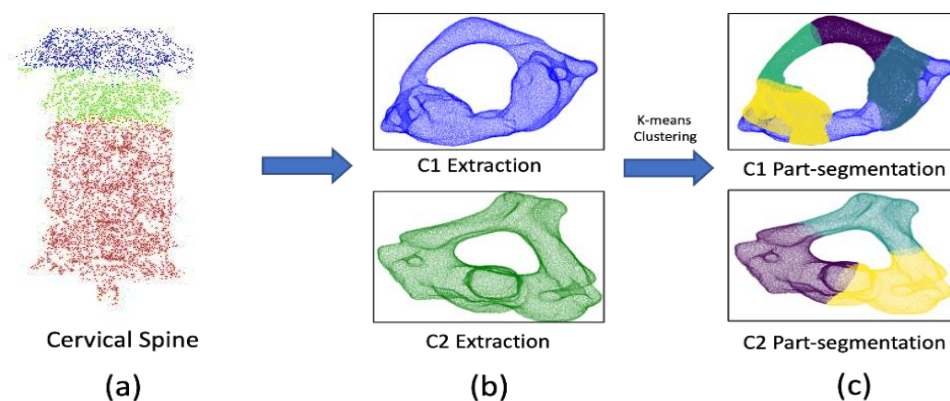 K-means
Clustering
C1 Extraction
C1 Part-segmentation
Cervical Spine
C2 Extraction
C2 Part-segmentation
(a)
(b)
(c)